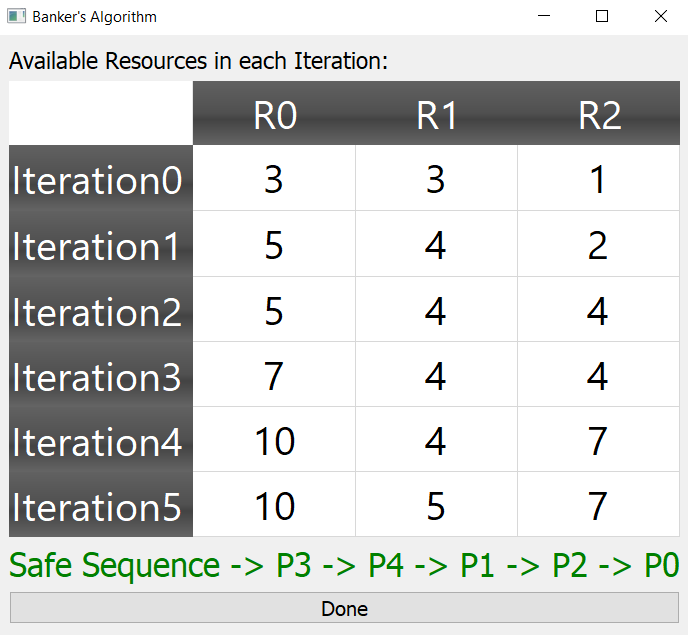 Banker's Algorithm
Available Resources in each Iteration:
R0 R1 R2
Iteration0 3 3 1
Iteration1 5 4 2
Iteration2 5 4 4
Iteration3 7 4 4
Iteration4 10 4 7
Iteration5 10 5 7
Safe Sequence -> P3 -> P4 -> P1 -> P2 -> P0
Done